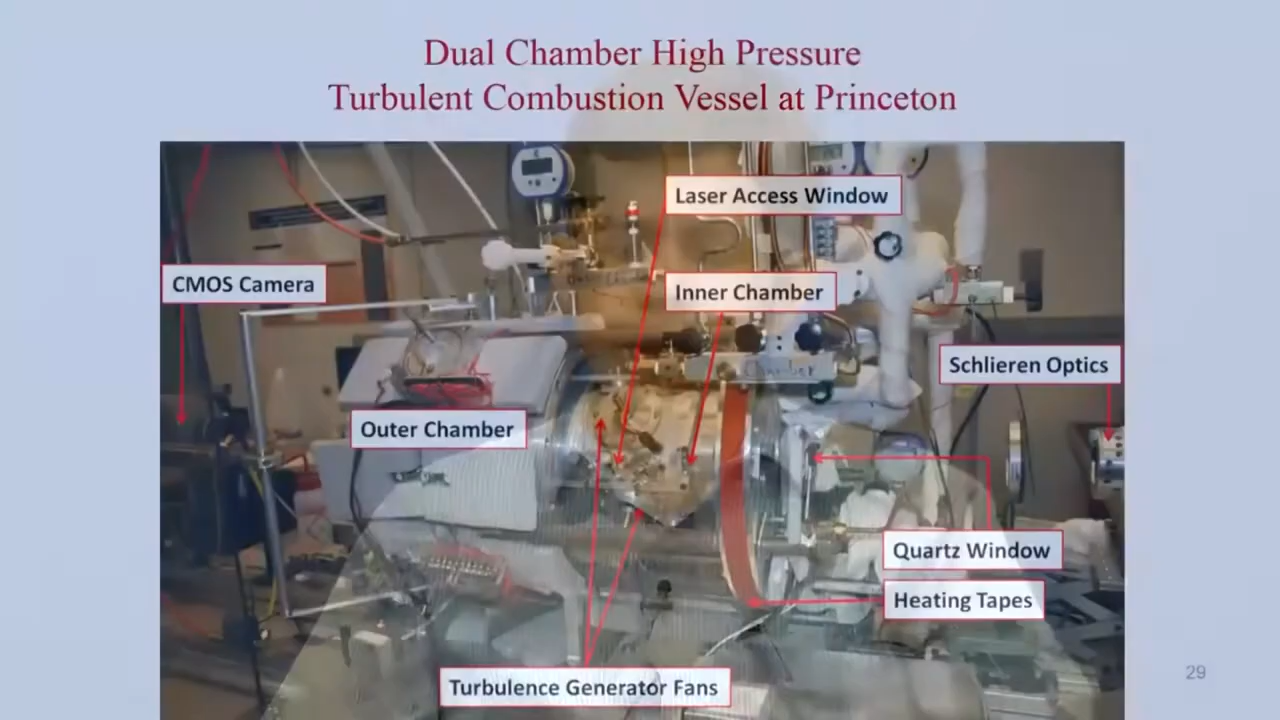 Dual Chamber High Pressure
Turbulent Combustion Vessel at Princeton
Laser Access Window
CMOS Camera
Inner Chamber
Schlieren Optics
Outer Chamber
Chamber
Quartz Window
Heating Tapes
Turbulence Generator Fans
29